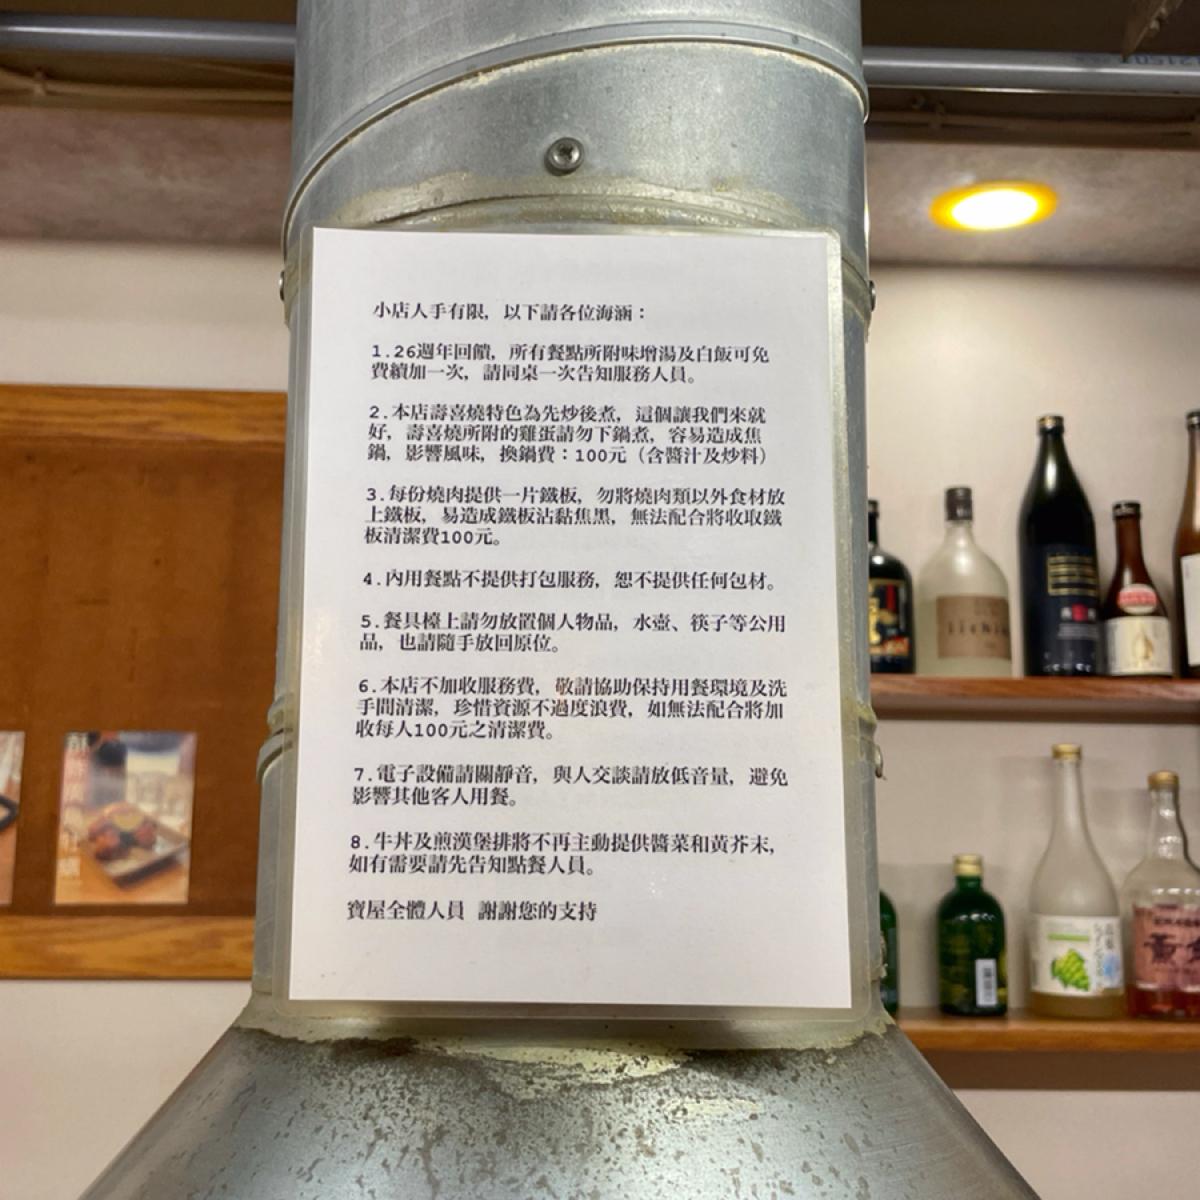 小店人手有限, 以下請各位海涵：
1.26週年回饋, 所有餐點所附味增湯及白飯可免
費續加一次, 請同桌一次告知服務人員。
2.本店壽喜燒特色為先炒後煮, 這個讓我們來就
好, 壽喜燒所附的雞蛋請勿下鍋煮, 容易造成焦
鍋, 影響風味, 換鍋費：100元（含醬汁及炒料）
3.每份燒肉提供一片鐵板, 勿將燒肉類以外食材放
上鐵板, 易造成鐵板沾黏焦黑, 無法配合將收取鐵
板清潔費100元。
4.內用餐點不提供打包服務, 恕不提供任何包材。
5.餐具檯上請勿放置個人物品, 水壺、筷子等公用
品, 也請隨手放回原位。
6.本店不加收服務費, 敬請協助保持用餐環境及洗
手間清潔, 珍惜資源不過度浪費, 如無法配合將加
收每人100元之清潔費。
7.電子設備請關靜音, 與人交談請放低音量, 避免
影響其他客人用餐。
8.牛丼及煎漢堡排將不再主動提供醬菜和黃芥末,
如有需要請先告知點餐人員。
寶屋全體人員 謝謝您的支持